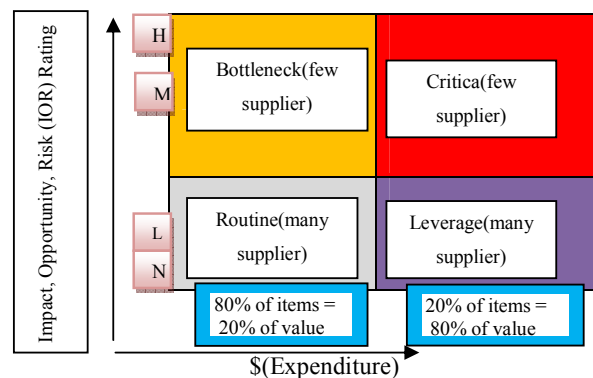 Impact, Opportunity, Risk (IOR) Rating
H
M
L
N
Bottleneck(few
supplier)
Critica(few
supplier)
Routine(many
supplier)
Leverage(many
supplier)
80% of items =
20% of value
20% of items =
80% of value
$(Expenditure)